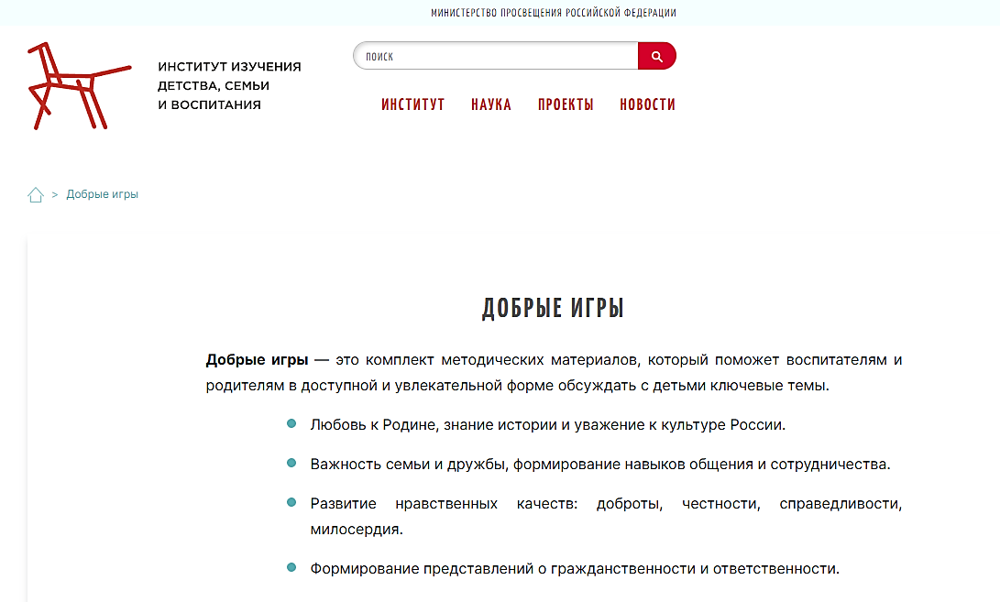 МИНИСТЕРСТВО ПРОСВЕЩЕНИЯ РОССИЙСКОЙ ФЕДЕРАЦИИ
ИНСТИТУТ ИЗУЧЕНИЯ
ДЕТСТВА, СЕМЬИ
И ВОСПИТАНИЯ
ПОИСК
ИНСТИТУТ НАУКА ПРОЕКТЫ НОВОСТИ
> Добрые игры
ДОБРЫЕ ИГРЫ
Добрые игры — это комплект методических материалов, который поможет воспитателям и
родителям в доступной и увлекательной форме обсуждать с детьми ключевые темы.
Любовь к Родине, знание истории и уважение к культуре России.
Важность семьи и дружбы, формирование навыков общения и сотрудничества.
Развитие нравственных качеств: доброты, честности, справедливости,
милосердия.
Формирование представлений о гражданственности и ответственности.